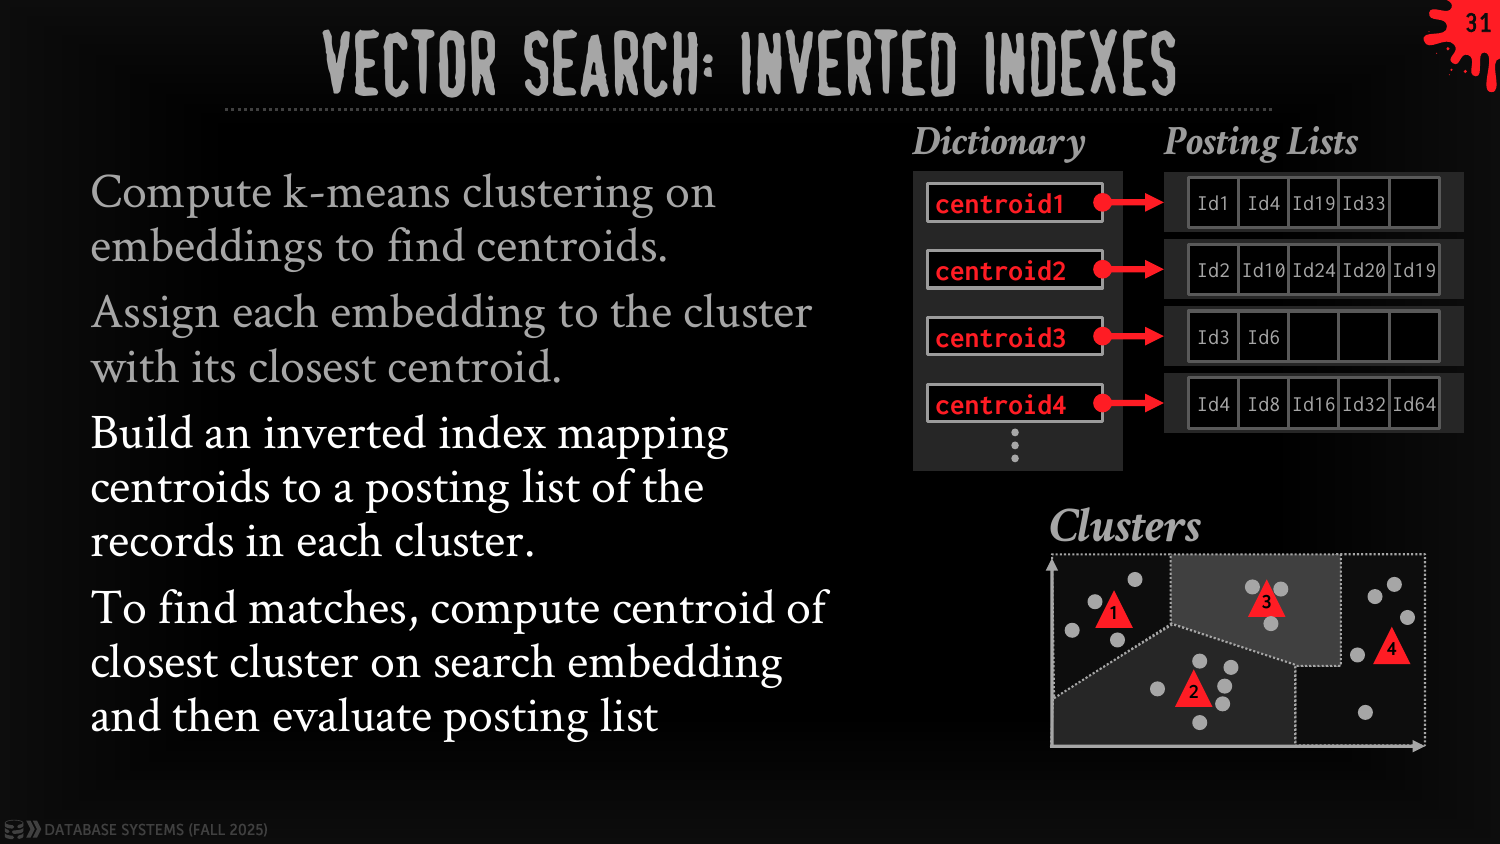 31
VECTOR SEARCH: INVERTED INDEXES
Compute k-means clustering on
embeddings to find centroids.
Assign each embedding to the cluster
with its closest centroid.
Build an inverted index mapping
centroids to a posting list of the
records in each cluster.
To find matches, compute centroid of
closest cluster on search embedding
and then evaluate posting list
Dictionary
Posting Lists
centroid1
Id1 Id4 Id19 Id33
centroid2
Id2 Id10 Id24 Id20 Id19
centroid3
Id3 Id6
centroid4
Id4 Id8 Id16 Id32 Id64
Clusters
1
3
4
2
DATABASE SYSTEMS (FALL 2025)